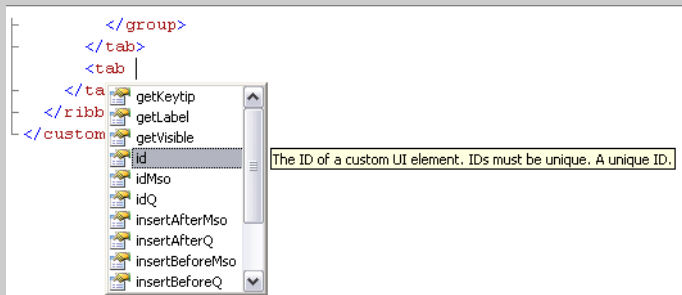 </group>
</tab>
<tab
</ta
</ribb
</custom
getKeytip
getLabel
getVisible
id
The ID of a custom UI element. IDs must be unique. A unique ID.
idMso
idQ
insertAfterMso
insertAfterQ
insertBeforeMso
insertBeforeQ